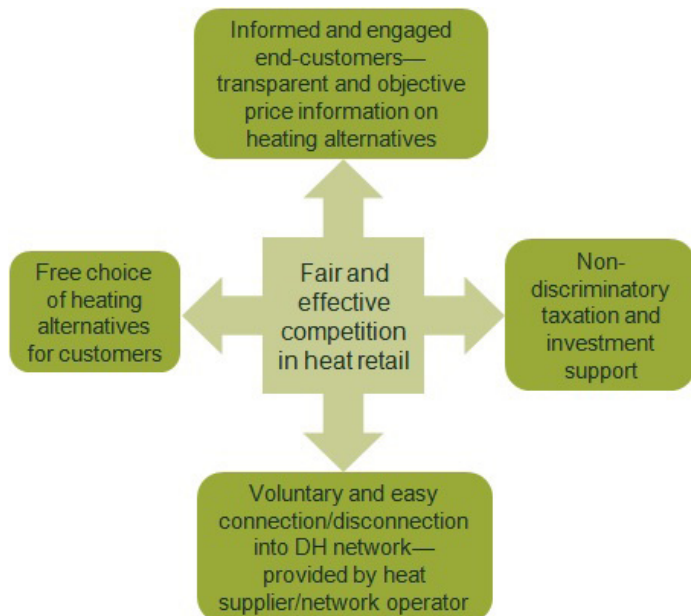 Informed and engaged
end-customers—
transparent and objective
price information on
heating alternatives
Free choice
of heating
alternatives
for customers
Fair and
effective
competition
in heat retail
Non-
discriminatory
taxation and
investment
support
Voluntary and easy
connection/disconnection
into DH network—
provided by heat
supplier/network operator